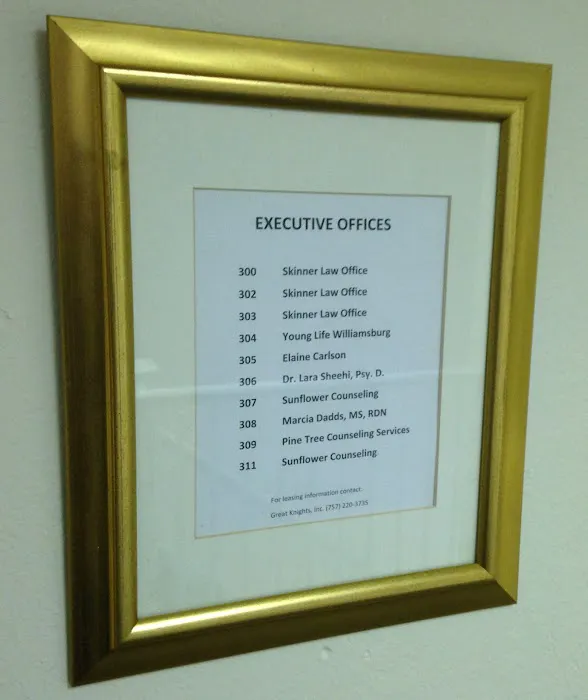 EXECUTIVE OFFICES
300 Skinner Law Office
302 Skinner Law Office
303 Skinner Law Office
304 Young Life Williamsburg
305 Elaine Carlson
306 Dr. Lara Sheehi, Psy. D.
307 Sunflower Counseling
308 Marcia Dadds, MS, RDN
309 Pine Tree Counseling Services
311 Sunflower Counseling
For leasing information contact:
Great Knights, Inc. (757) 220-3735